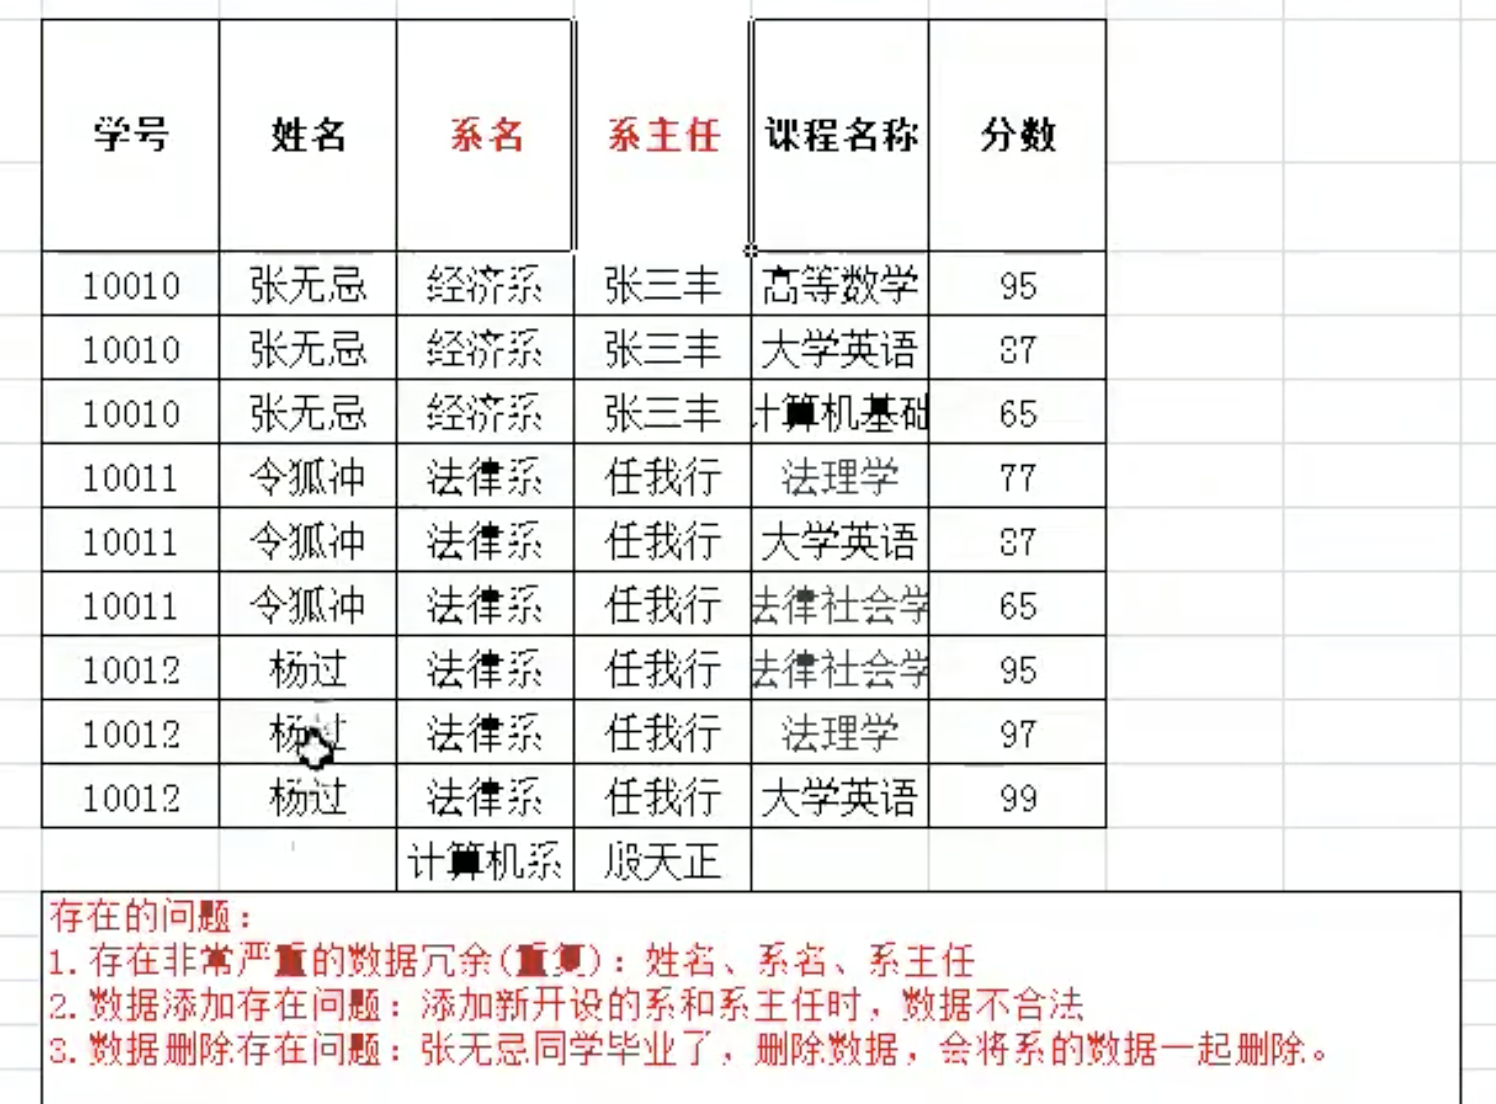 学号 姓名 系名 系主任 课程名称 分数
10010 张无忌 经济系 张三丰 高等数学 95
10010 张无忌 经济系 张三丰 大学英语 87
10010 张无忌 经济系 张三丰 计算机基础 65
10011 令狐冲 法律系 任我行 法理学 77
10011 令狐冲 法律系 任我行 大学英语 87
10011 令狐冲 法律系 任我行 法律社会学 65
10012 杨过 法律系 任我行 法律社会学 95
10012 杨过 法律系 任我行 法理学 97
10012 杨过 法律系 任我行 大学英语 99
计算机系 殷天正
存在的问题：
1.存在非常严重的数据冗余(重复)：姓名、系名、系主任
2.数据添加存在问题：添加新开设的系和系主任时，数据不合法
3.数据删除存在问题：张无忌同学毕业了，删除数据，会将系的数据一起删除。